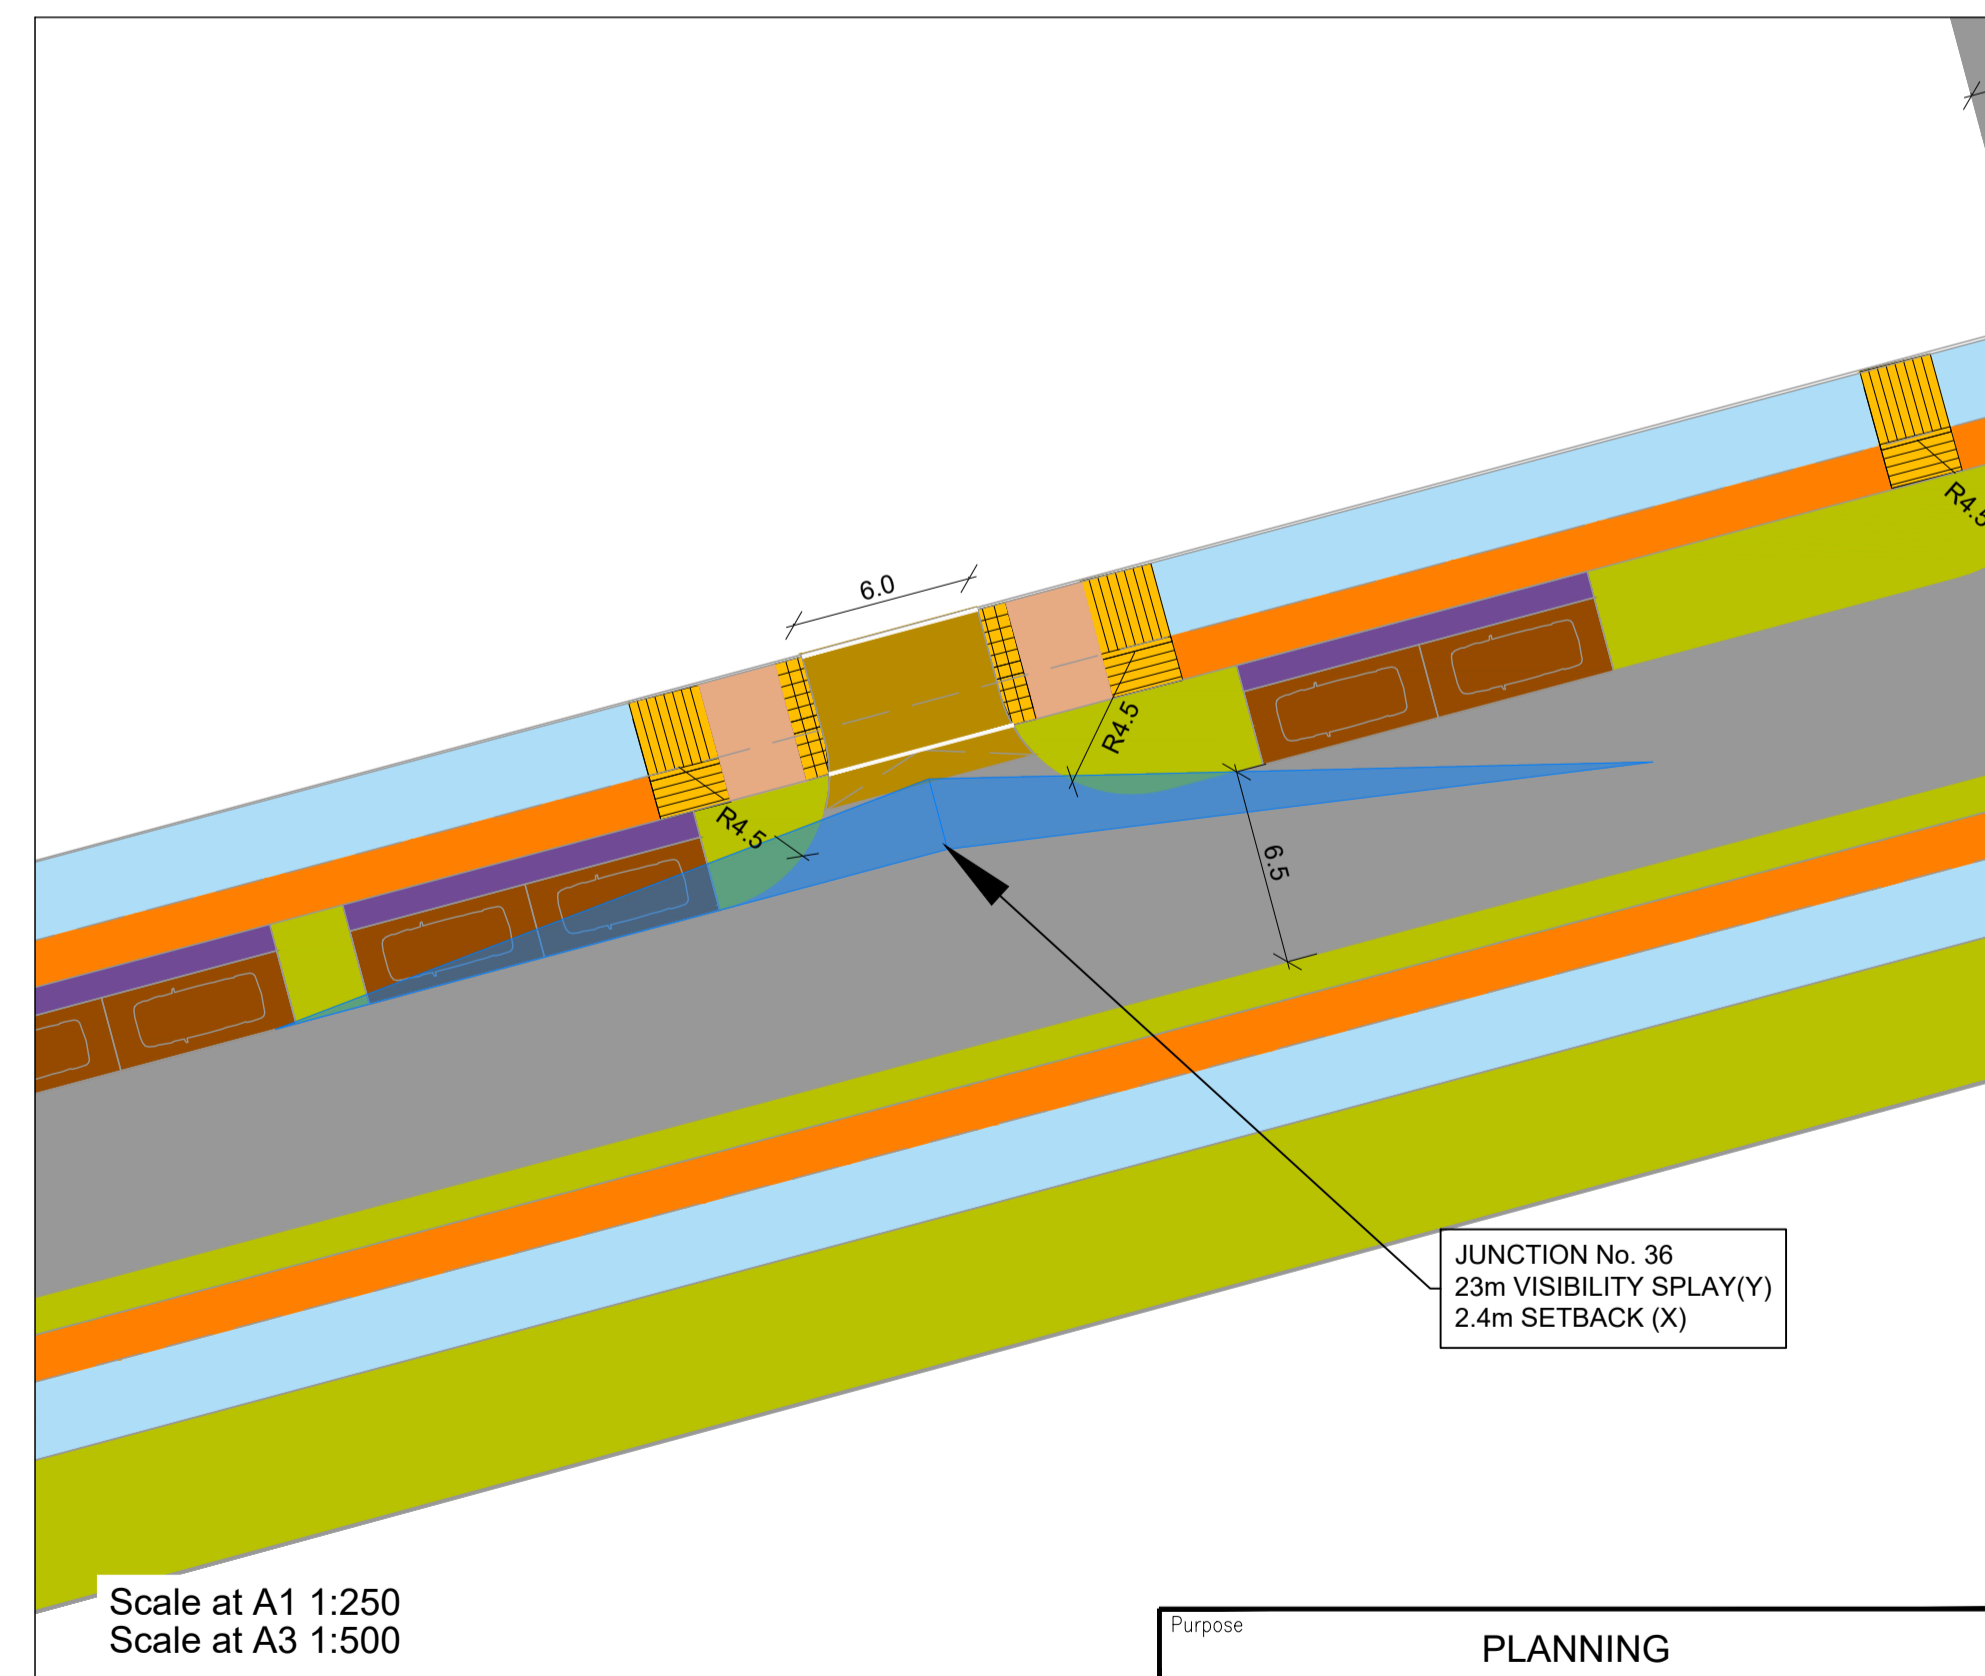 6.0
R4.5
R4.5
R4.5
6.5
JUNCTION No. 36
23m VISIBILITY SPLAY(Y)
2.4m SETBACK (X)
Scale at A1 1:250
Scale at A3 1:500
Purpose
PLANNING